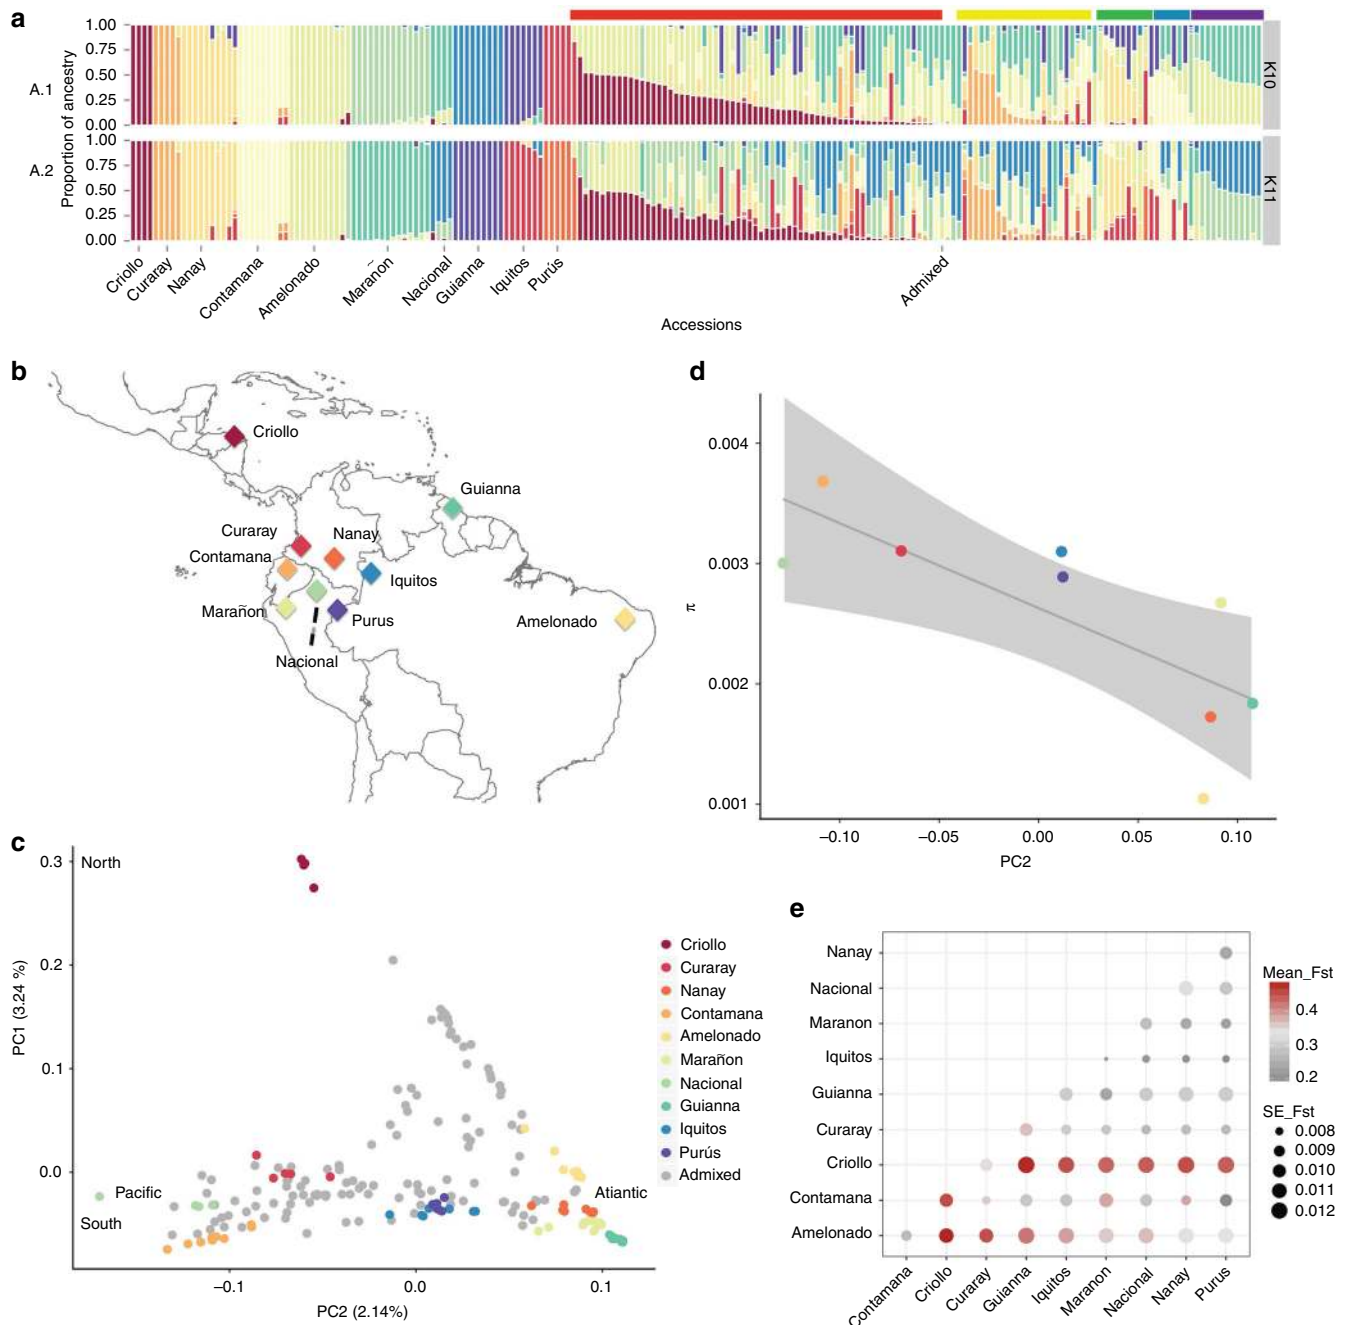 a
A.1
A.2
Proportion of ancestry
1.00
0.75
0.50
0.25
0.00
K10
1.00
0.75
0.50
0.25
0.00
K11
Criollo
Curaray
Nanay
Contamana
Amelonado
Maranon
Nacional
Guianna
Iquitos
Purús
Admixed
Accessions
b
Criollo
Guianna
Curaray
Nanay
Contamana
Iquitos
Marañon
Purus
Amelonado
Nacional
d
0.004
0.003
0.002
0.001
π
–0.10
–0.05
0.00
0.05
0.10
PC2
c
0.3
0.2
0.1
0.0
PC1 (3.24 %)
North
Pacific
South
Atlantic
–0.1
0.0
0.1
PC2 (2.14%)
Criollo
Curaray
Nanay
Contamana
Amelonado
Marañon
Nacional
Guianna
Iquitos
Purús
Admixed
e
Nanay
Nacional
Maranon
Iquitos
Guianna
Curaray
Criollo
Contamana
Amelonado
Contamana
Criollo
Curaray
Guianna
Iquitos
Maranon
Nacional
Nanay
Purus
Mean_Fst
0.4
0.3
0.2
SE_Fst
0.008
0.009
0.010
0.011
0.012